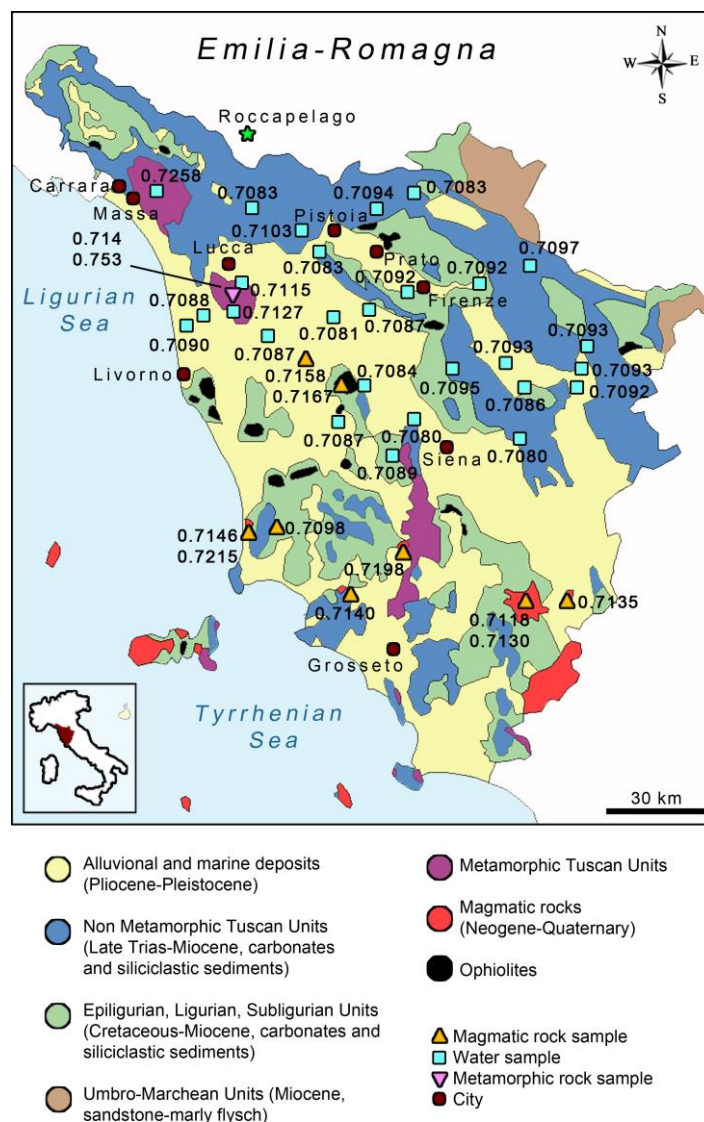 Emilia-Romagna
N
W E
S
Roccapelago
Carrara
0.7258
Massa
0.7083
0.7094
0.7083
Pistoia
0.7103
0.714
0.753
Lucca
0.7083
Prato
0.7092
0.7092
0.7097
Firenze
Ligurian
Sea
0.7115
0.7088
0.7127
0.7090
0.7081
0.7087
0.7087
0.7093
0.7093
Livorno
0.7158
0.7167
0.7084
0.7095
0.7093
0.7086
0.7092
0.7087
0.7080
Siena
0.7080
0.7089
0.7146
0.7215
0.7098
0.7198
0.7140
0.7118
0.7130
0.7135
Grosseto
Tyrrhenian
Sea
30 km
Alluvional and marine deposits
(Pliocene-Pleistocene)
Non Metamorphic Tuscan Units
(Late Trias-Miocene, carbonates
and siliciclastic sediments)
Epiligurian, Ligurian, Subligurian Units
(Cretaceous-Miocene, carbonates and
siliciclastic sediments)
Umbro-Marchean Units (Miocene,
sandstone-marly flysch)
Metamorphic Tuscan Units
Magmatic rocks
(Neogene-Quaternary)
Ophiolites
Magmatic rock sample
Water sample
Metamorphic rock sample
City